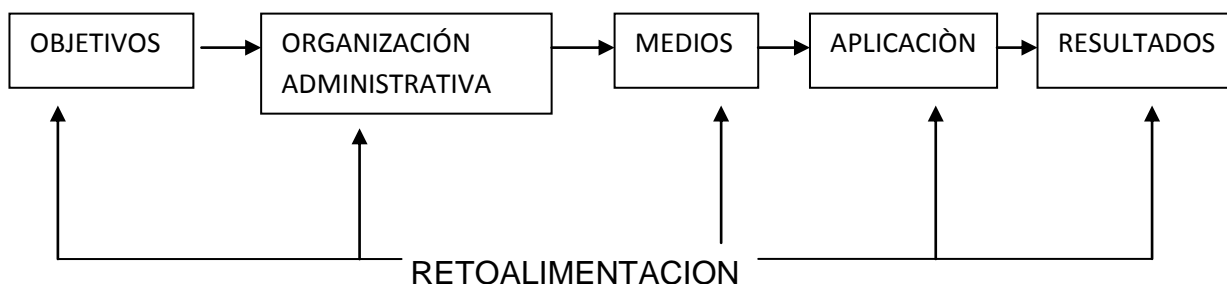 OBJETIVOS
ORGANIZACIÓN
ADMINISTRATIVA
MEDIOS
APLICACIÒN
RESULTADOS
RETOALIMENTACION